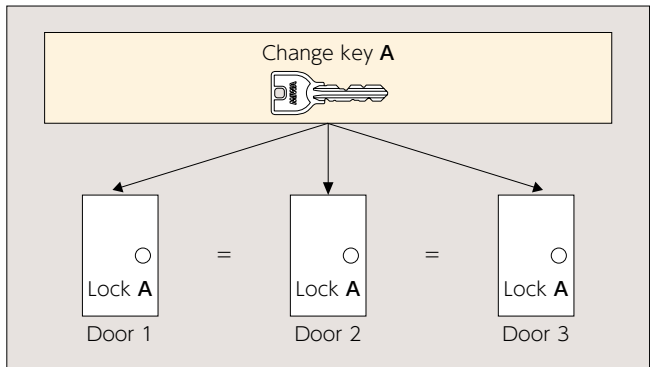 Change key A
= =
Lock A Lock A Lock A
Door 1 Door 2 Door 3